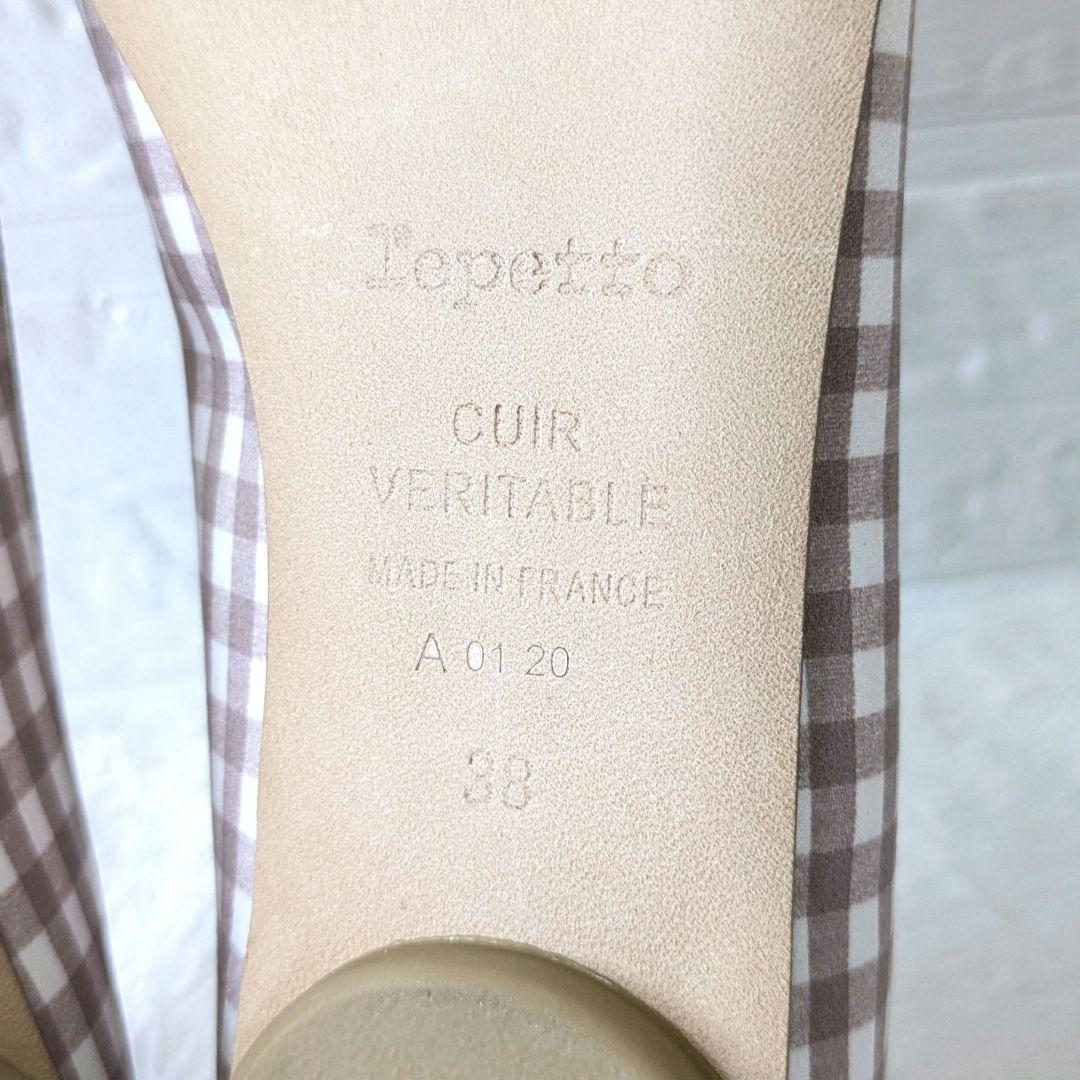 repetto
CUIR
VERITABLE
MADE IN FRANCE
A 01 20
38